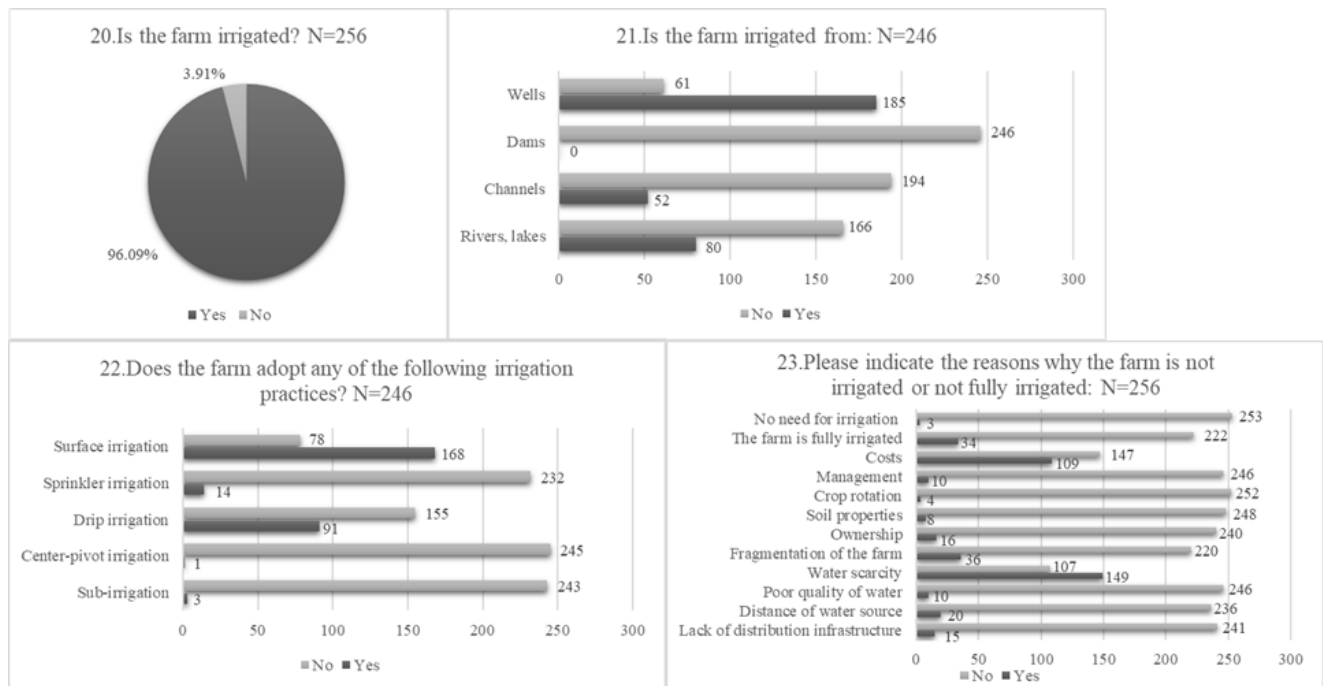 20.Is the farm irrigated? N=256
3.91%
96.09%
Yes No
21.Is the farm irrigated from: N=246
Wells 61
185
Dams 246
0
Channels 194
52
Rivers, lakes 166
80
0 50 100 150 200 250 300
No Yes
22.Does the farm adopt any of the following irrigation
practices? N=246
Surface irrigation 78
168
Sprinkler irrigation 232
14
Drip irrigation 155
91
Center-pivot irrigation 245
1
Sub-irrigation 243
3
0 50 100 150 200 250 300
No Yes
23.Please indicate the reasons why the farm is not
irrigated or not fully irrigated: N=256
No need for irrigation 253
3
The farm is fully irrigated 222
34
Costs 147
109
Management 246
10
Crop rotation 252
4
Soil properties 248
8
Ownership 240
16
Fragmentation of the farm 220
36
Water scarcity 107
149
Poor quality of water 246
10
Distance of water source 236
20
Lack of distribution infrastructure 241
15
0 50 100 150 200 250 300
No Yes